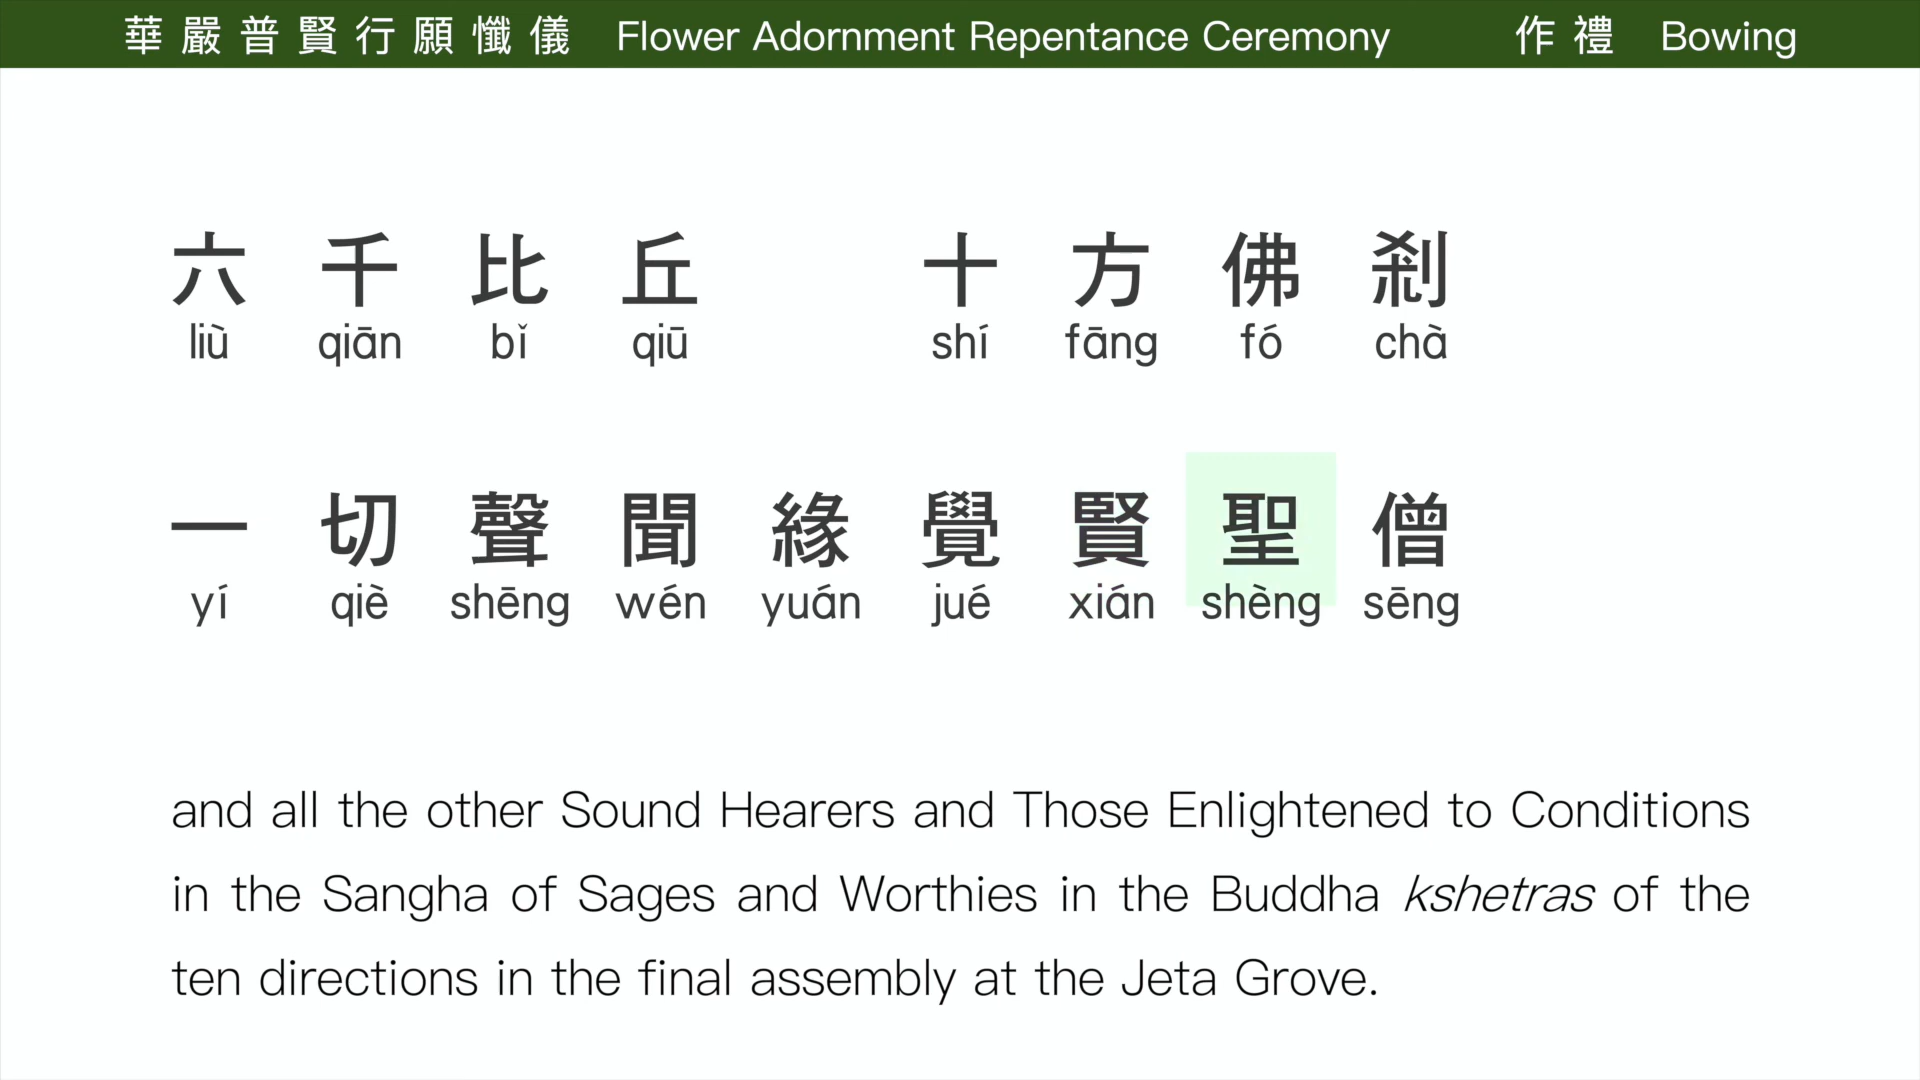 華嚴普賢行願懺儀 Flower Adornment Repentance Ceremony 作禮 Bowing
六千比丘 十方佛剎
liù qiān bǐ qiū shí fāng fó chà
一切聲聞緣覺賢聖僧
yí qiè shēng wén yuán jué xián shèng sēng
and all the other Sound Hearers and Those Enlightened to Conditions
in the Sangha of Sages and Worthies in the Buddha kshetras of the
ten directions in the final assembly at the Jeta Grove.